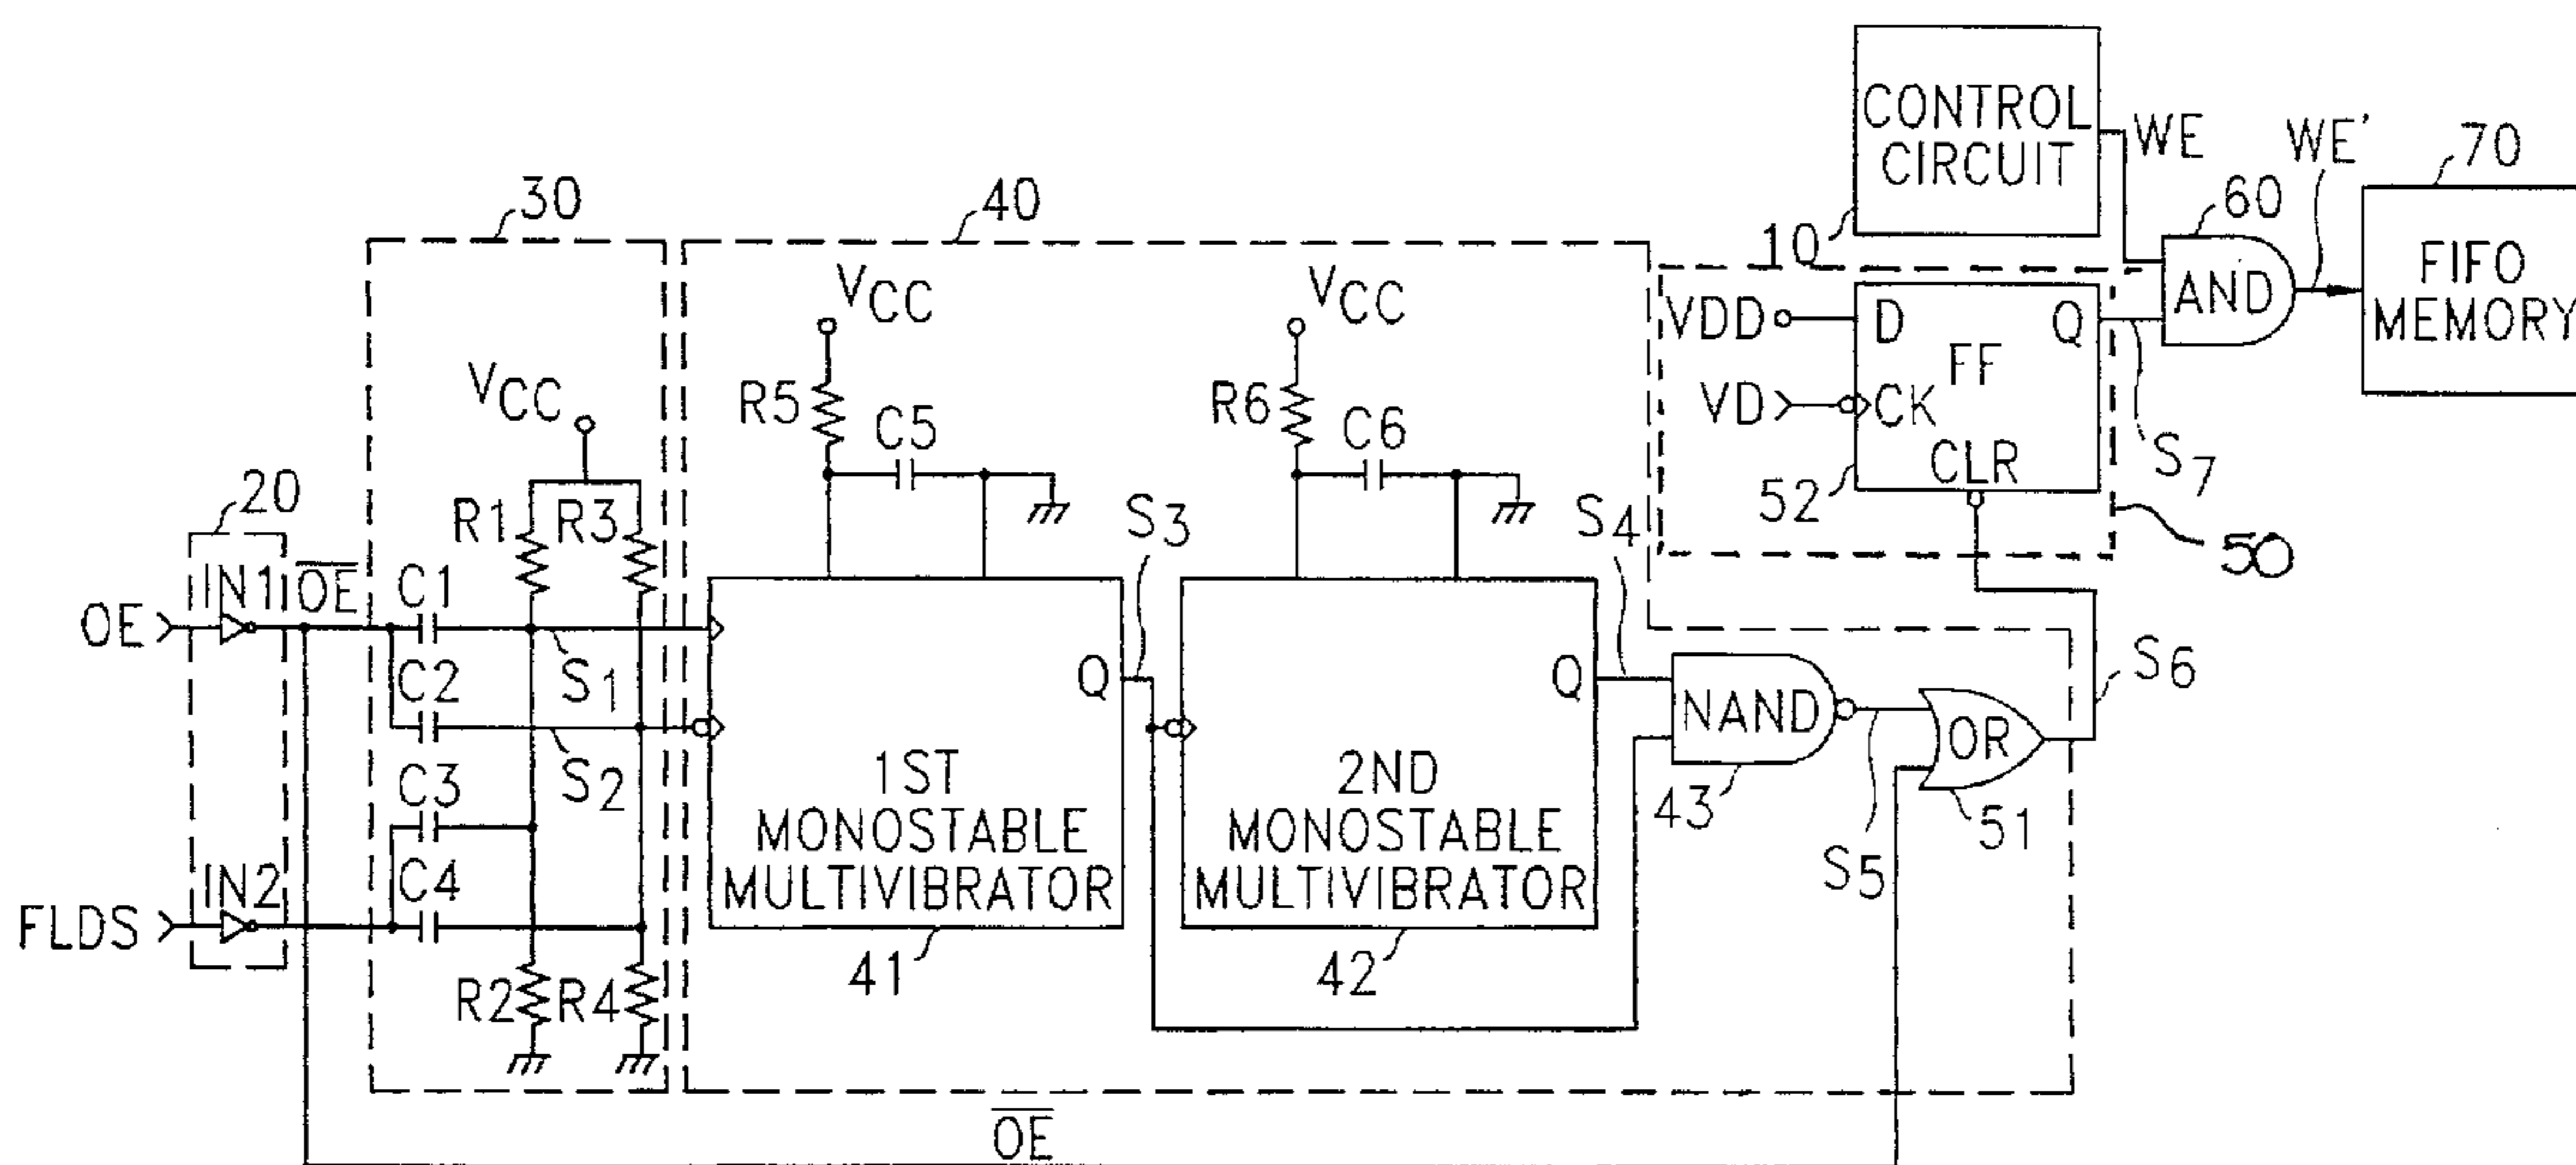 CONTROL
CIRCUIT
10
WE
60
WE'
70
AND
FIFO
MEMORY
30
40
VCC
VCC
VCC
VDD
D
Q
FF
VD
CK
CLR
52
S7
50
R5
C5
R6
C6
20
R1
R3
S3
S4
OE
IN1
OE
C1
S1
C2
S2
C3
C4
FLDS
IN2
R2
R4
Q
1ST
MONOSTABLE
MULTIVIBRATOR
41
Q
2ND
MONOSTABLE
MULTIVIBRATOR
42
NAND
43
S5
OR
51
S6
OE